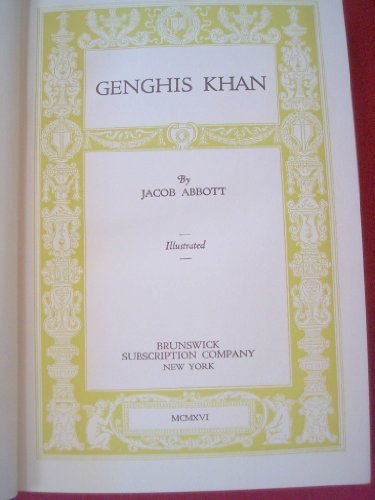 GENGHIS KHAN
By
JACOB ABBOTT
Illustrated
BRUNSWICK
SUBSCRIPTION COMPANY
NEW YORK
MCMXVI